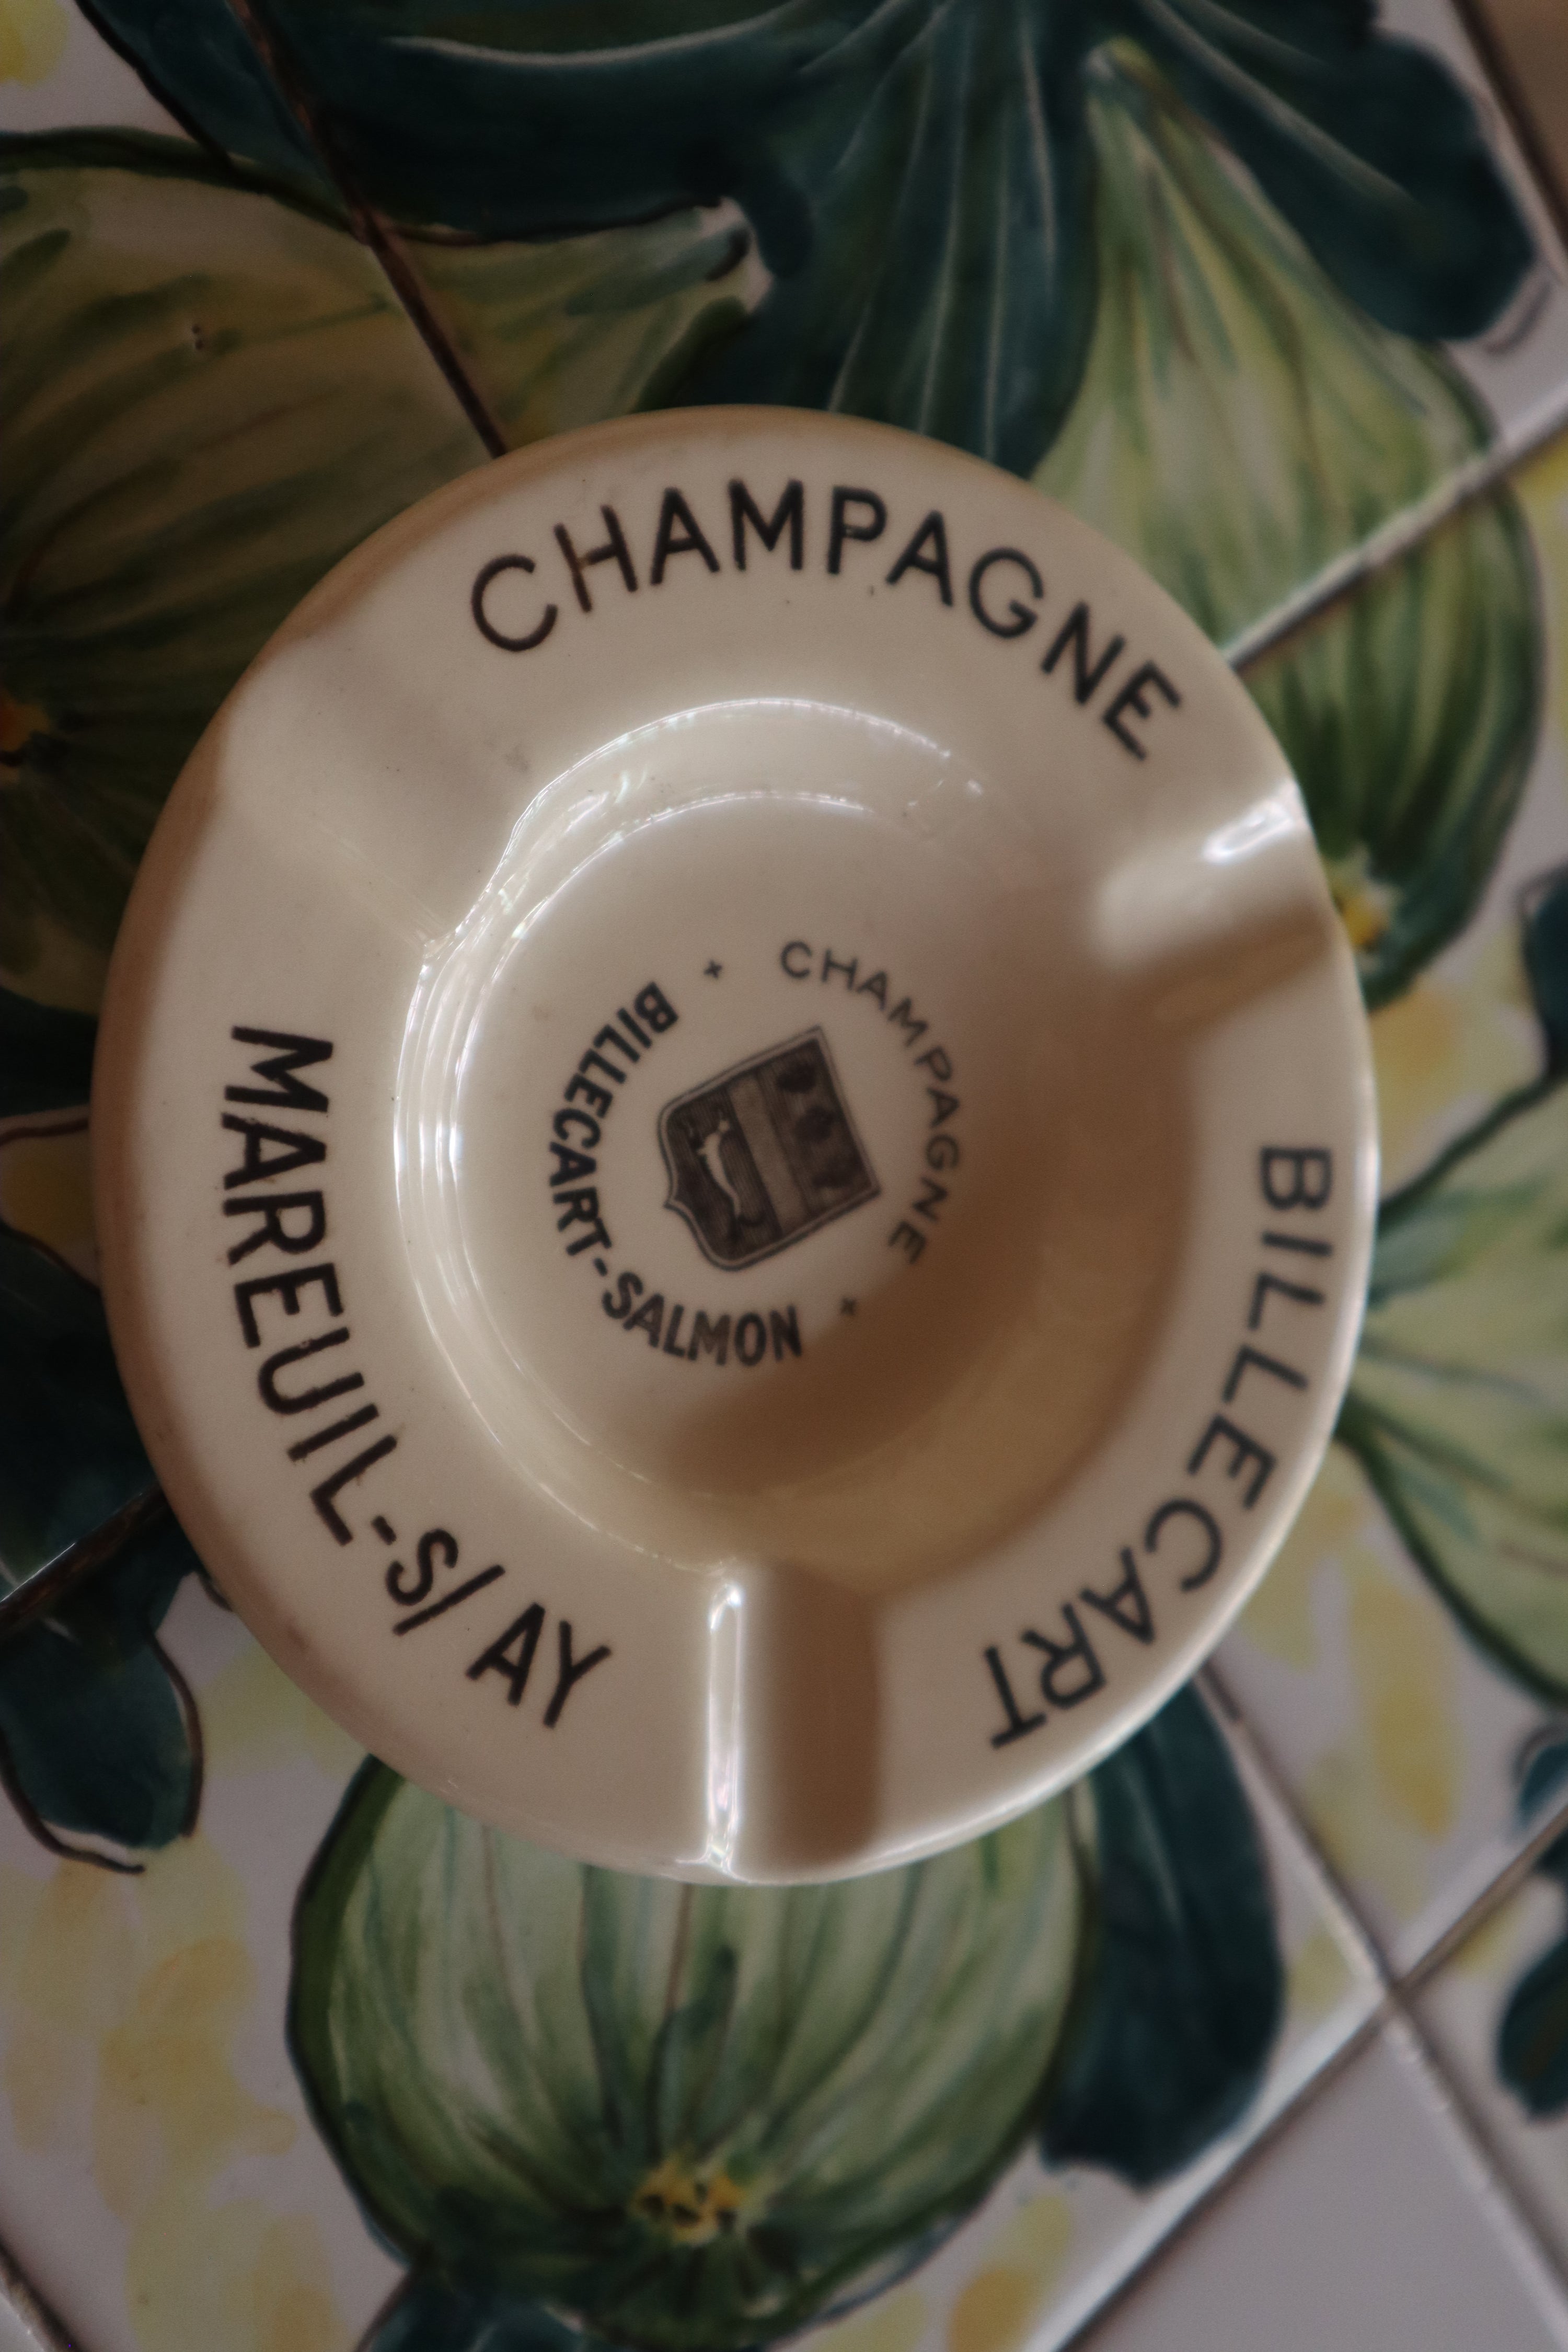 CHAMPAGNE
BILLECART
MAREUIL-S/ AY
CHAMPAGNE
+ BILLECART-SALMON +